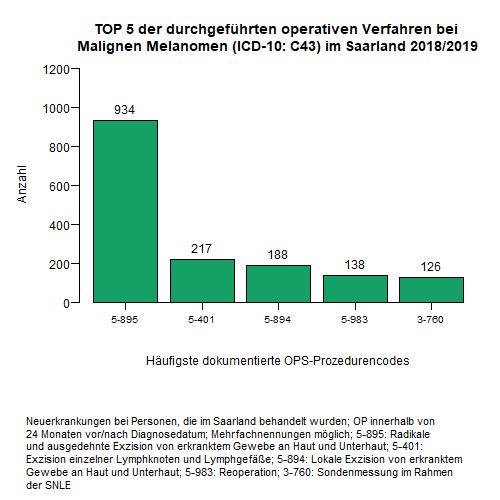 TOP 5 der durchgeführten operativen Verfahren bei
Malignen Melanomen (ICD-10: C43) im Saarland 2018/2019
1200
1000
800
600
400
200
0
Anzahl
934
217
188
138
126
5-895
5-401
5-894
5-983
3-760
Häufigste dokumentierte OPS-Prozedurencodes
Neuerkrankungen bei Personen, die im Saarland behandelt wurden; OP innerhalb von
24 Monaten vor/nach Diagnosedatum; Mehrfachnennungen möglich; 5-895: Radikale
und ausgedehnte Exzision von erkranktem Gewebe an Haut und Unterhaut; 5-401:
Exzision einzelner Lymphknoten und Lymphgefäße; 5-894: Lokale Exzision von erkranktem
Gewebe an Haut und Unterhaut; 5-983: Reoperation; 3-760: Sondenmessung im Rahmen
der SNLE